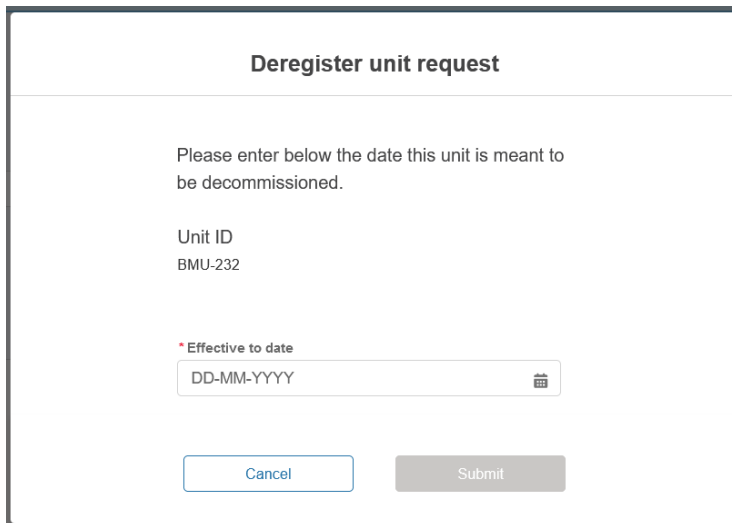 Deregister unit request
Please enter below the date this unit is meant to
be decommissioned.
Unit ID
BMU-232
* Effective to date
DD-MM-YYYY
Cancel Submit